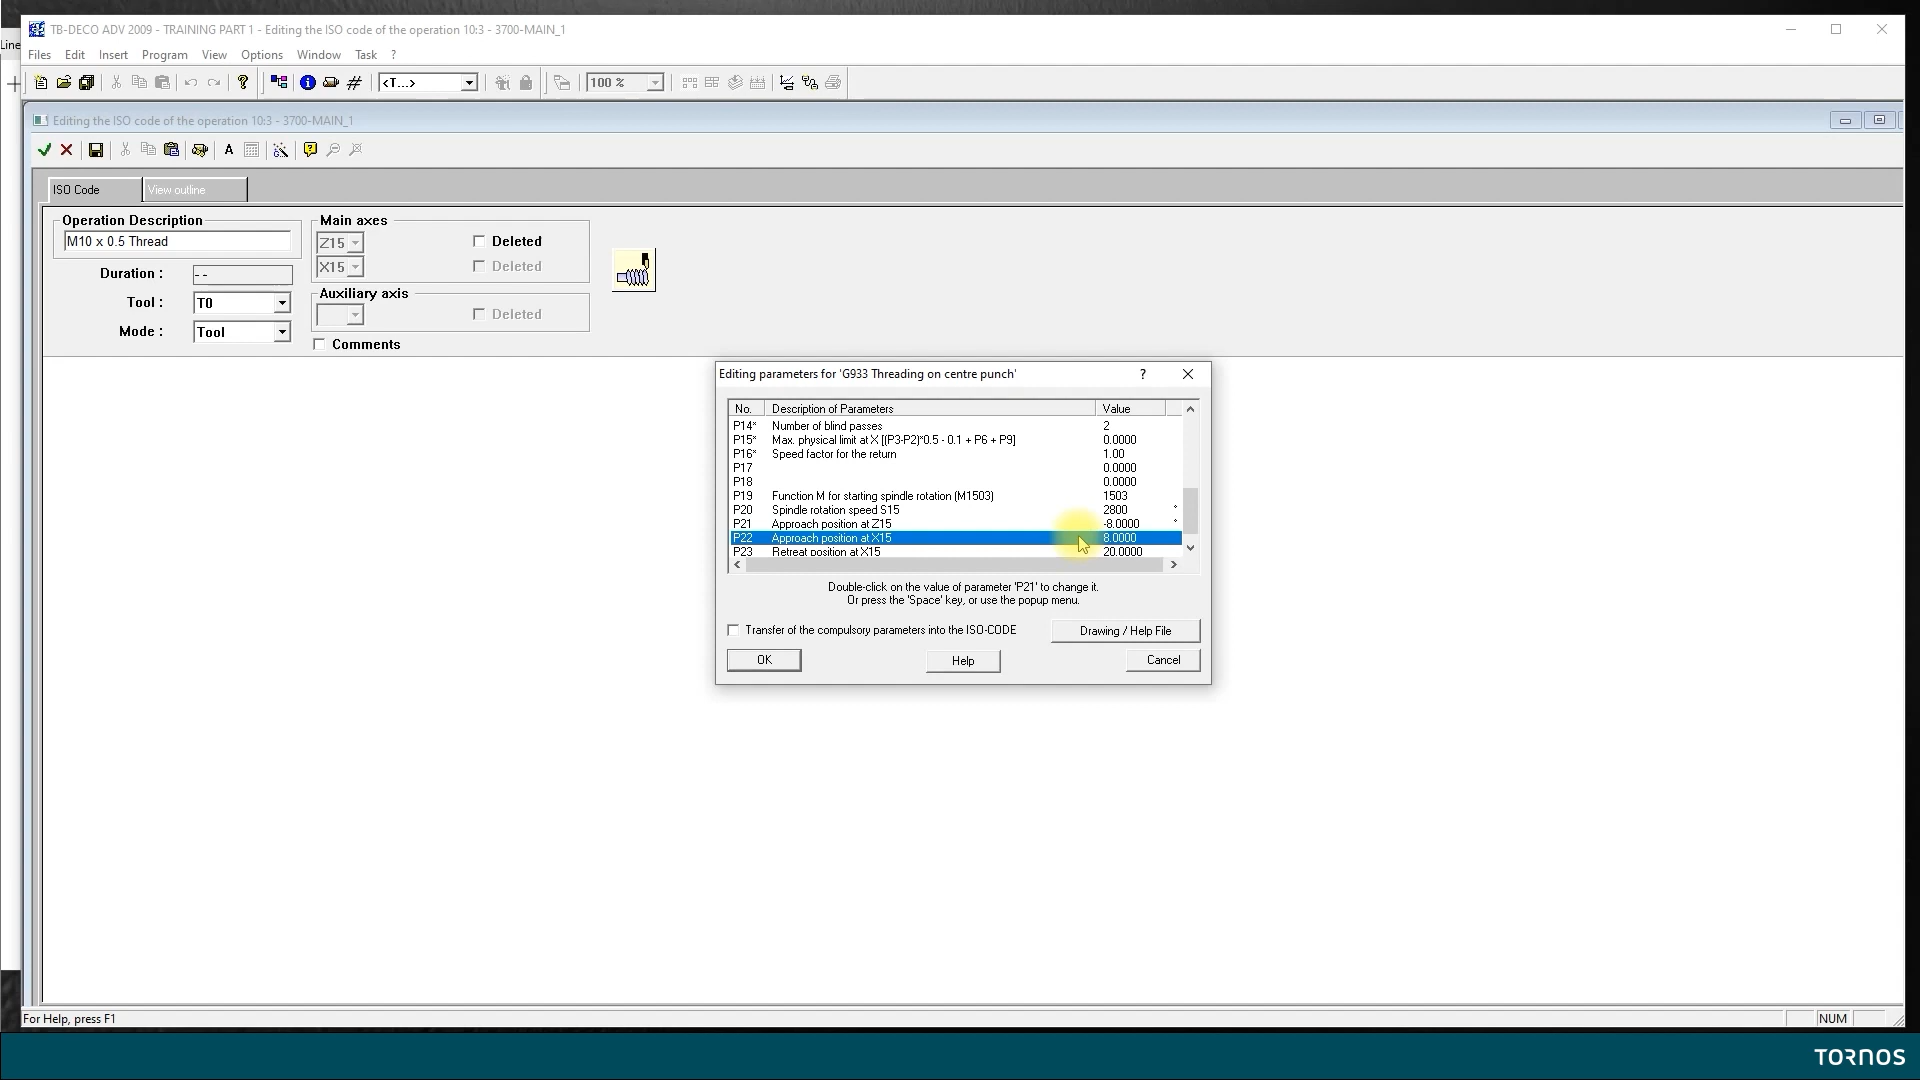 TB-DECO ADV 2009 - TRAINING PART 1 - Editing the ISO code of the operation 10:3 - 3700-MAIN_1
Line
Files Edit Insert Program View Options Window Task ?
<T...> 100 %
Editing the ISO code of the operation 10:3 - 3700-MAIN_1
ISO Code View outline
Operation Description
M10 x 0.5 Thread
Duration : - -
Tool : T0
Mode : Tool
Main axes
Z15 Deleted
X15 Deleted
Auxiliary axis
Deleted
Comments
Editing parameters for 'G933 Threading on centre punch' ?
No. Description of Parameters Value
P14* Number of blind passes 2
P15* Max. physical limit at X [(P3-P2)*0.5 - 0.1 + P6 + P9] 0.0000
P16* Speed factor for the return 1.00
P17 0.0000
P18 0.0000
P19 Function M for starting spindle rotation (M1503) 1503
P20 Spindle rotation speed S15 2800 *
P21 Approach position at Z15 -8.0000 *
P22 Approach position at X15 8.0000
P23 Retreat position at X15 20.0000
Double-click on the value of parameter 'P21' to change it.
Or press the 'Space' key, or use the popup menu.
Transfer of the compulsory parameters into the ISO-CODE Drawing / Help File
OK Help Cancel
For Help, press F1 NUM
TORNOS